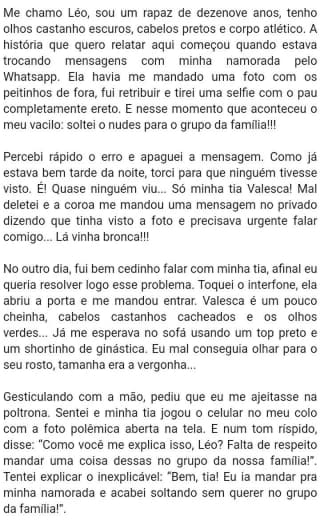 Me chamo Léo, sou um rapaz de dezenove anos, tenho
olhos castanho escuros, cabelos pretos e corpo atlético. A
história que quero relatar aqui começou quando estava
trocando mensagens com minha namorada pelo
Whatsapp. Ela havia me mandado uma foto com os
peitinhos de fora, fui retribuir e tirei uma selfie com o pau
completamente ereto. E nesse momento que aconteceu o
meu vacilo: soltei o nudes para o grupo da família!!!

Percebi rápido o erro e apaguei a mensagem. Como já
estava bem tarde da noite, torci para que ninguém tivesse
visto. É! Quase ninguém viu... Só minha tia Valesca! Mal
deletei e a coroa me mandou uma mensagem no privado
dizendo que tinha visto a foto e precisava urgente falar
comigo... Lá vinha bronca!!!

No outro dia, fui bem cedinho falar com minha tia, afinal eu
queria resolver logo esse problema. Toquei o interfone, ela
abriu a porta e me mandou entrar. Valesca é um pouco
cheinha, cabelos castanhos cacheados e os olhos
verdes... Já me esperava no sofá usando um top preto e
um shortinho de ginástica. Eu mal conseguia olhar para o
seu rosto, tamanha era a vergonha...

Gesticulando com a mão, pediu que eu me ajeitasse na
poltrona. Sentei e minha tia jogou o celular no meu colo
com a foto polêmica aberta na tela. E num tom ríspido,
disse: “Como você me explica isso, Léo? Falta de respeito
mandar uma coisa dessas no grupo da nossa família!”.
Tentei explicar o inexplicável: “Bem, tia! Eu ia mandar pra
minha namorada e acabei soltando sem querer no grupo
da família!”.